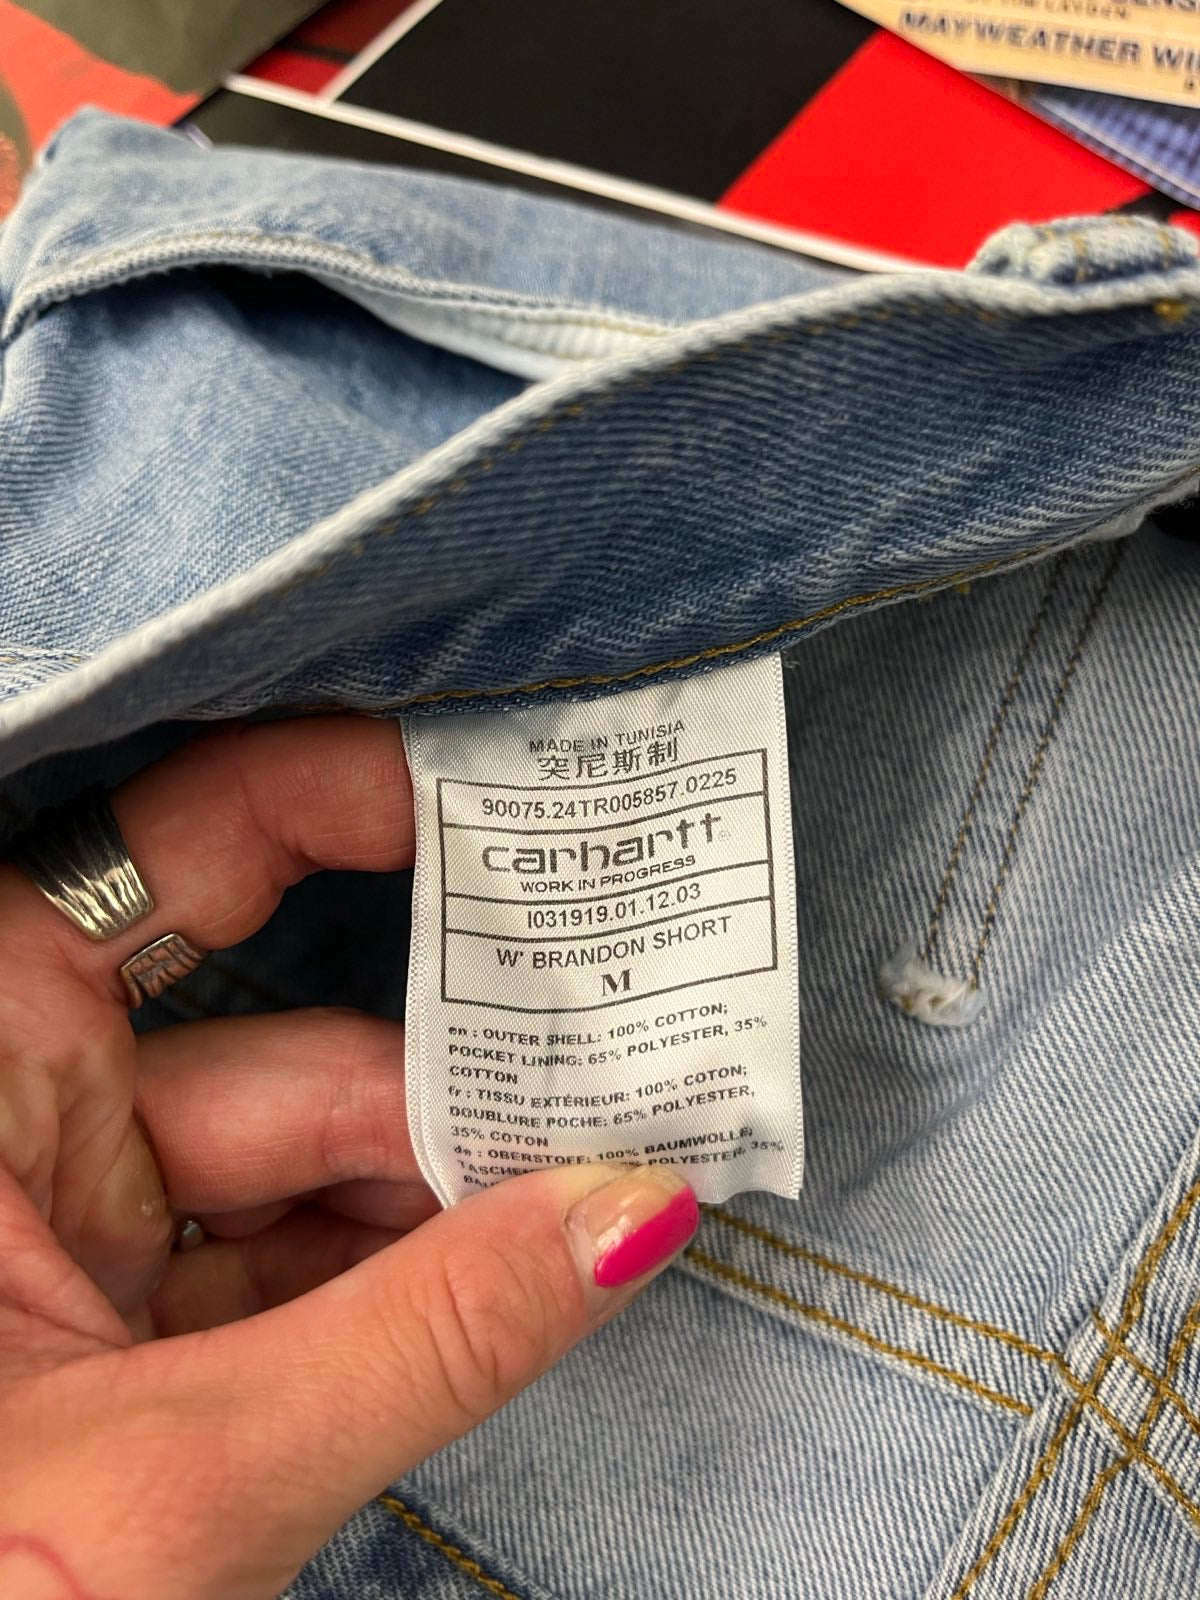 MAYWEATHER
MADE IN TUNISIA
突尼斯制
90075.24TR005857.0225
carhartt®
WORK IN PROGRESS
I031919.01.12.03
W' BRANDON SHORT
M
en : OUTER SHELL: 100% COTTON;
POCKET LINING: 65% POLYESTER, 35%
COTTON
fr : TISSU EXTÉRIEUR: 100% COTON;
DOUBLURE POCHE: 65% POLYESTER,
35% COTON
de : OBERSTOFF: 100% BAUMWOLLE;
POLYESTER, 35%